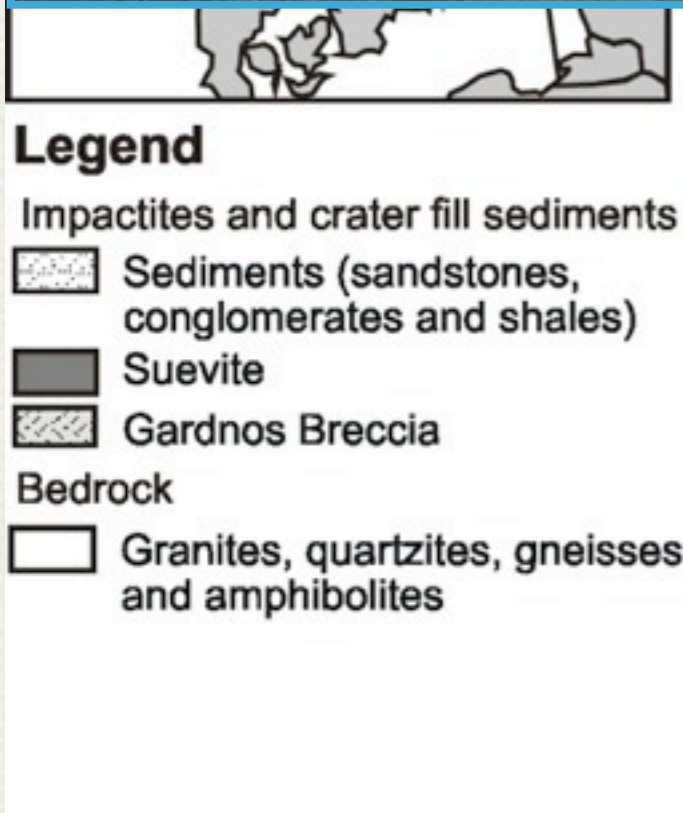 Legend
Impactites and crater fill sediments
Sediments (sandstones,
conglomerates and shales)
Suevite
Gardnos Breccia
Bedrock
Granites, quartzites, gneisses
and amphibolites